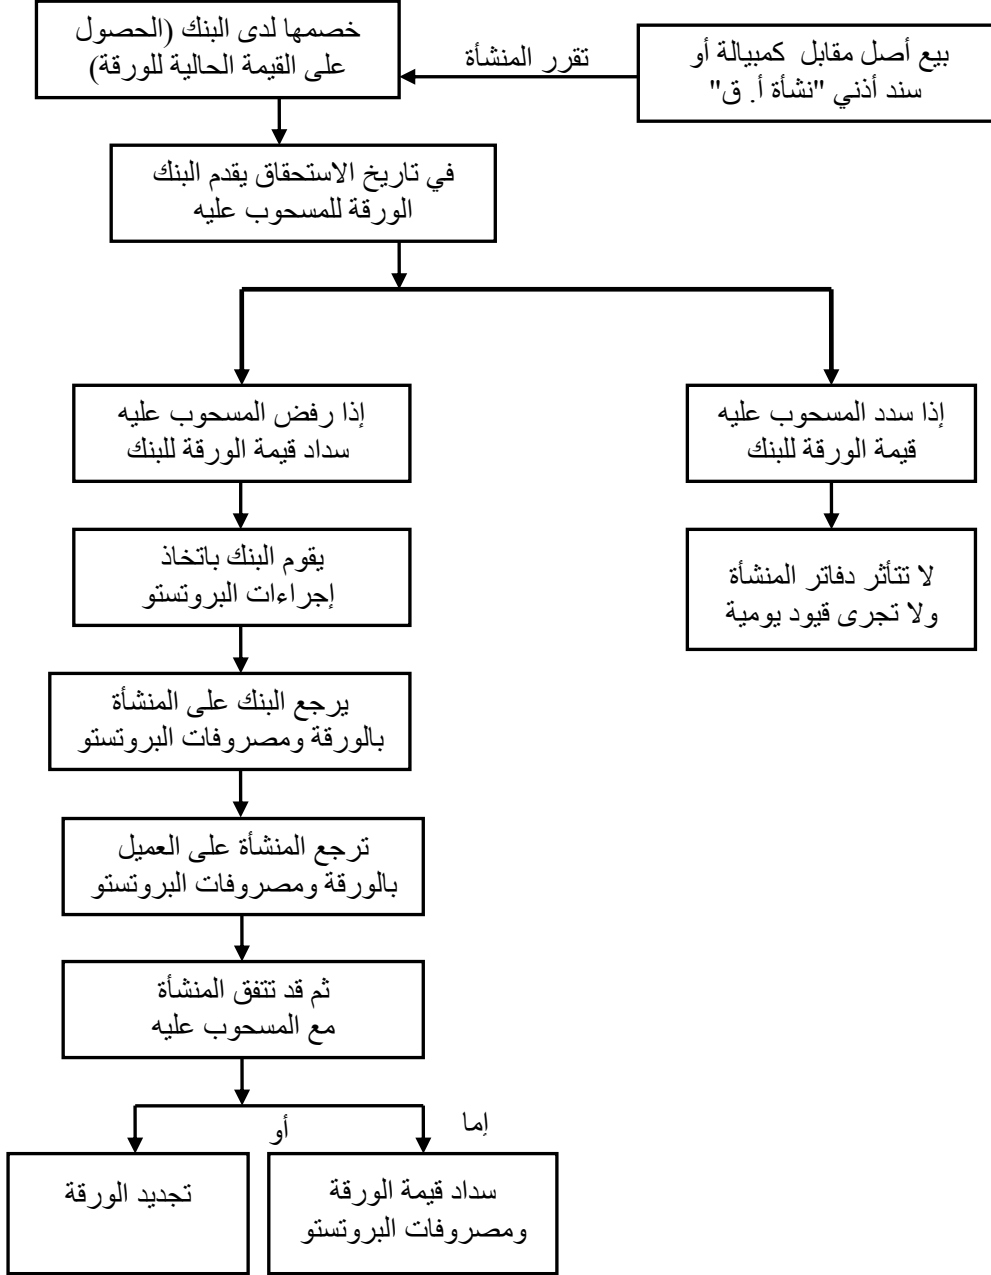 بيع أصل مقابل كمبيالة أو
سند أذني "نشأة أ. ق"
تقرر المنشأة
خصمها لدى البنك (الحصول
على القيمة الحالية للورقة)
في تاريخ الاستحقاق يقدم البنك
الورقة للمسحوب عليه
إذا سدد المسحوب عليه
قيمة الورقة للبنك
لا تتأثر دفاتر المنشأة
ولا تجرى قيود يومية
إذا رفض المسحوب عليه
سداد قيمة الورقة للبنك
يقوم البنك باتخاذ
إجراءات البروتستو
يرجع البنك على المنشأة
بالورقة ومصروفات البروتستو
ترجع المنشأة على العميل
بالورقة ومصروفات البروتستو
ثم قد تتفق المنشأة
مع المسحوب عليه
إما
سداد قيمة الورقة
ومصروفات البروتستو
أو
تجديد الورقة